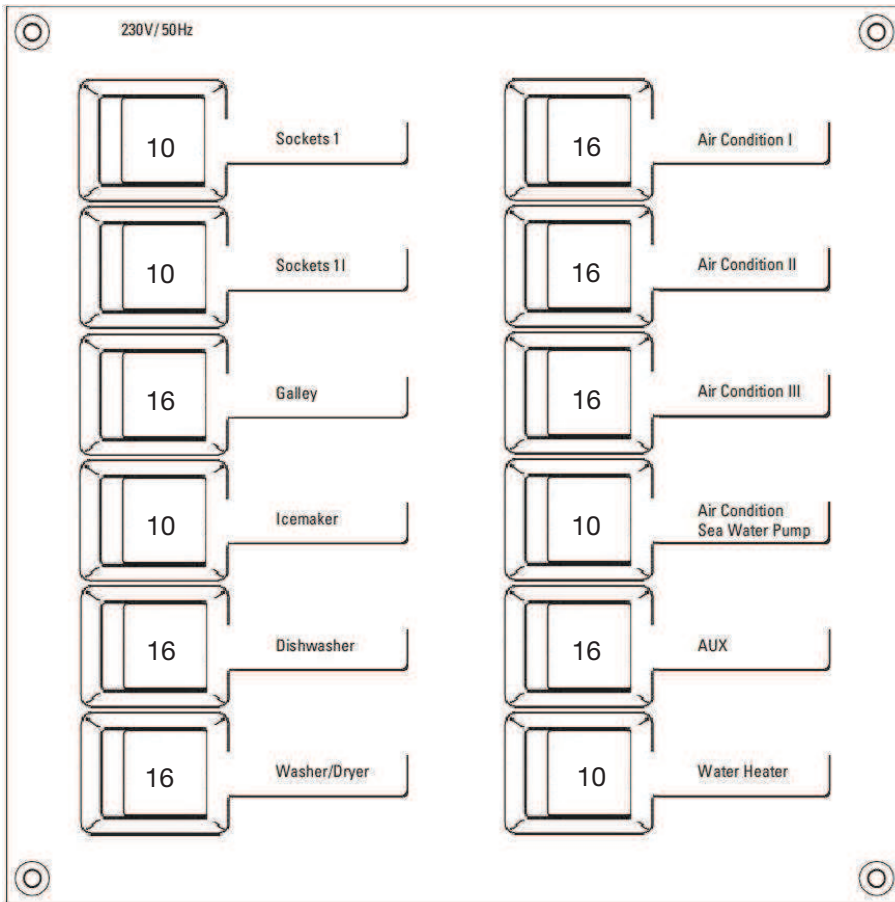 230V/50Hz
10
Sockets 1
10
Sockets 1I
16
Galley
10
Icemaker
16
Dishwasher
16
Washer/Dryer
16
Air Condition I
16
Air Condition II
16
Air Condition III
10
Air Condition
Sea Water Pump
16
AUX
10
Water Heater